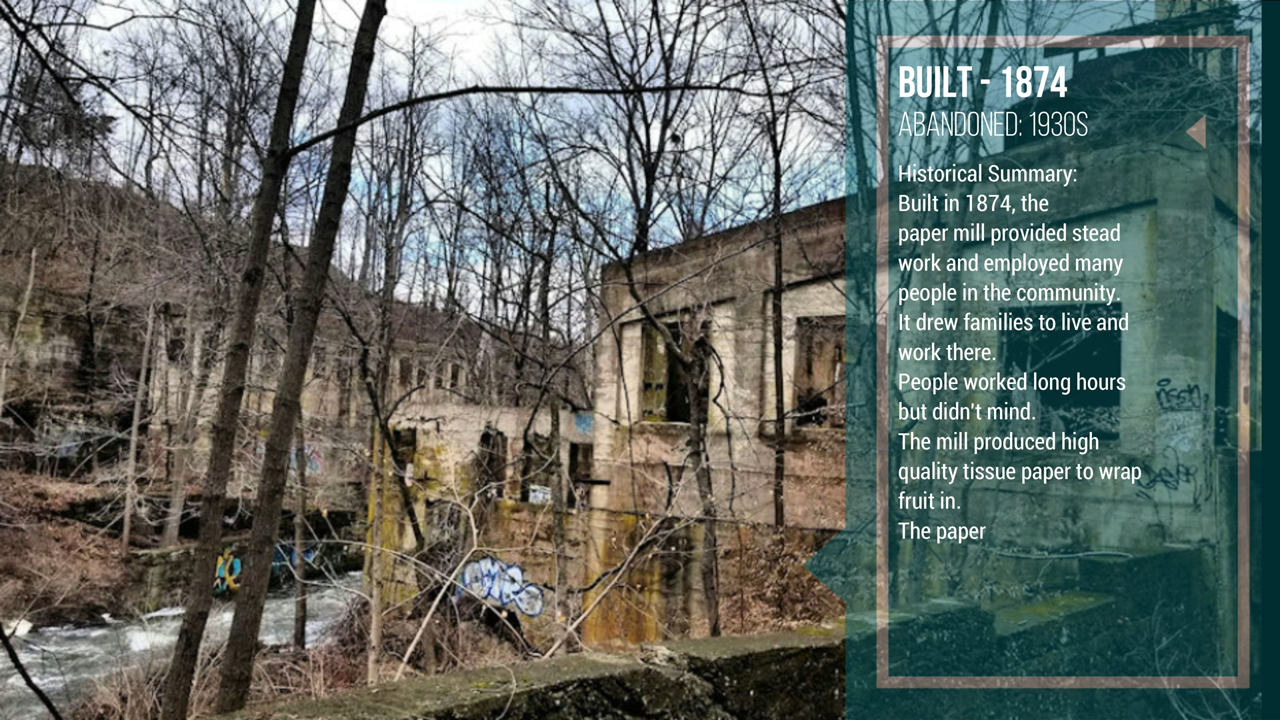 BUILT - 1874
ABANDONED: 1930S
Historical Summary:
Built in 1874, the
paper mill provided stead
work and employed many
people in the community.
It drew families to live and
work there.
People worked long hours
but didn't mind.
The mill produced high
quality tissue paper to wrap
fruit in.
The paper